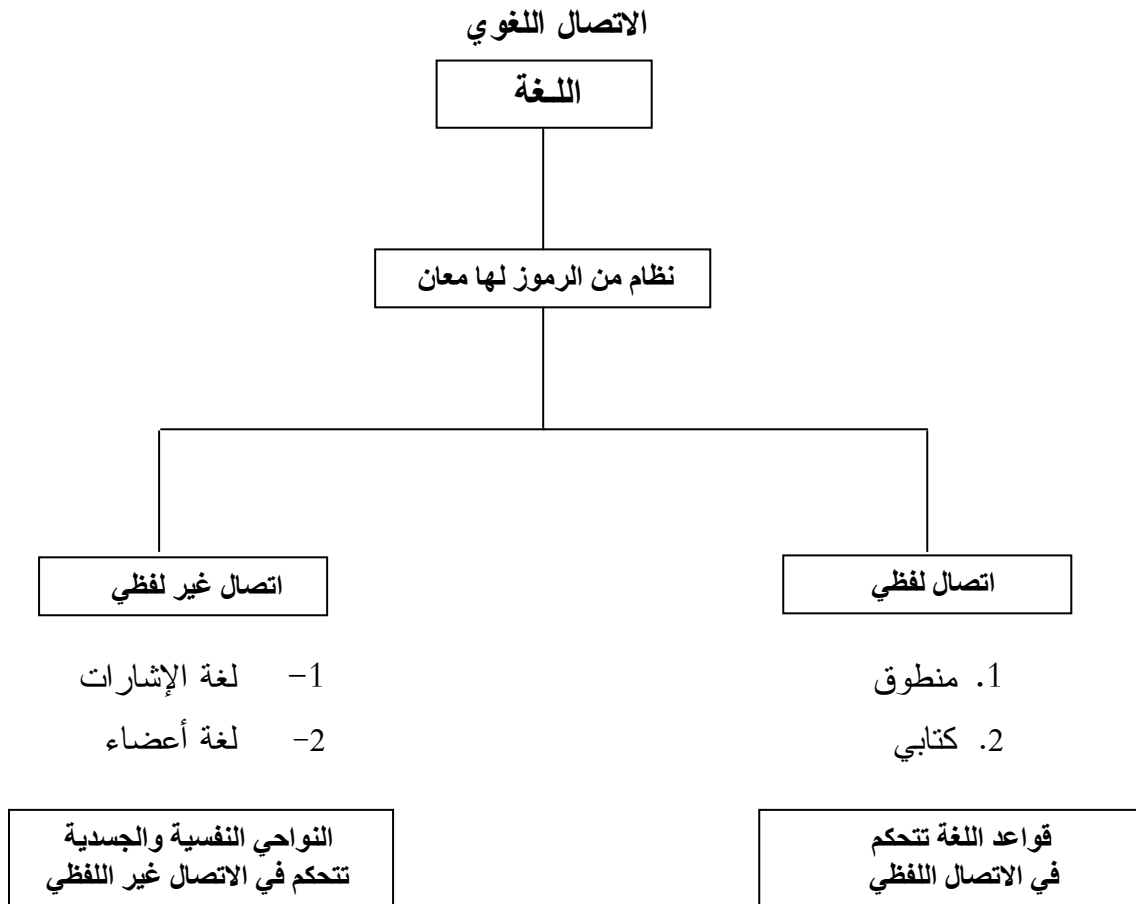 الاتصال اللغوي
اللـغة
نظام من الرموز لها معان
اتصال لفظي
1. منطوق
2. كتابي
قواعد اللغة تتحكم
في الاتصال اللفظي
اتصال غير لفظي
1- لغة الإشارات
2- لغة أعضاء
النواحي النفسية والجسدية
تتحكم في الاتصال غير اللفظي